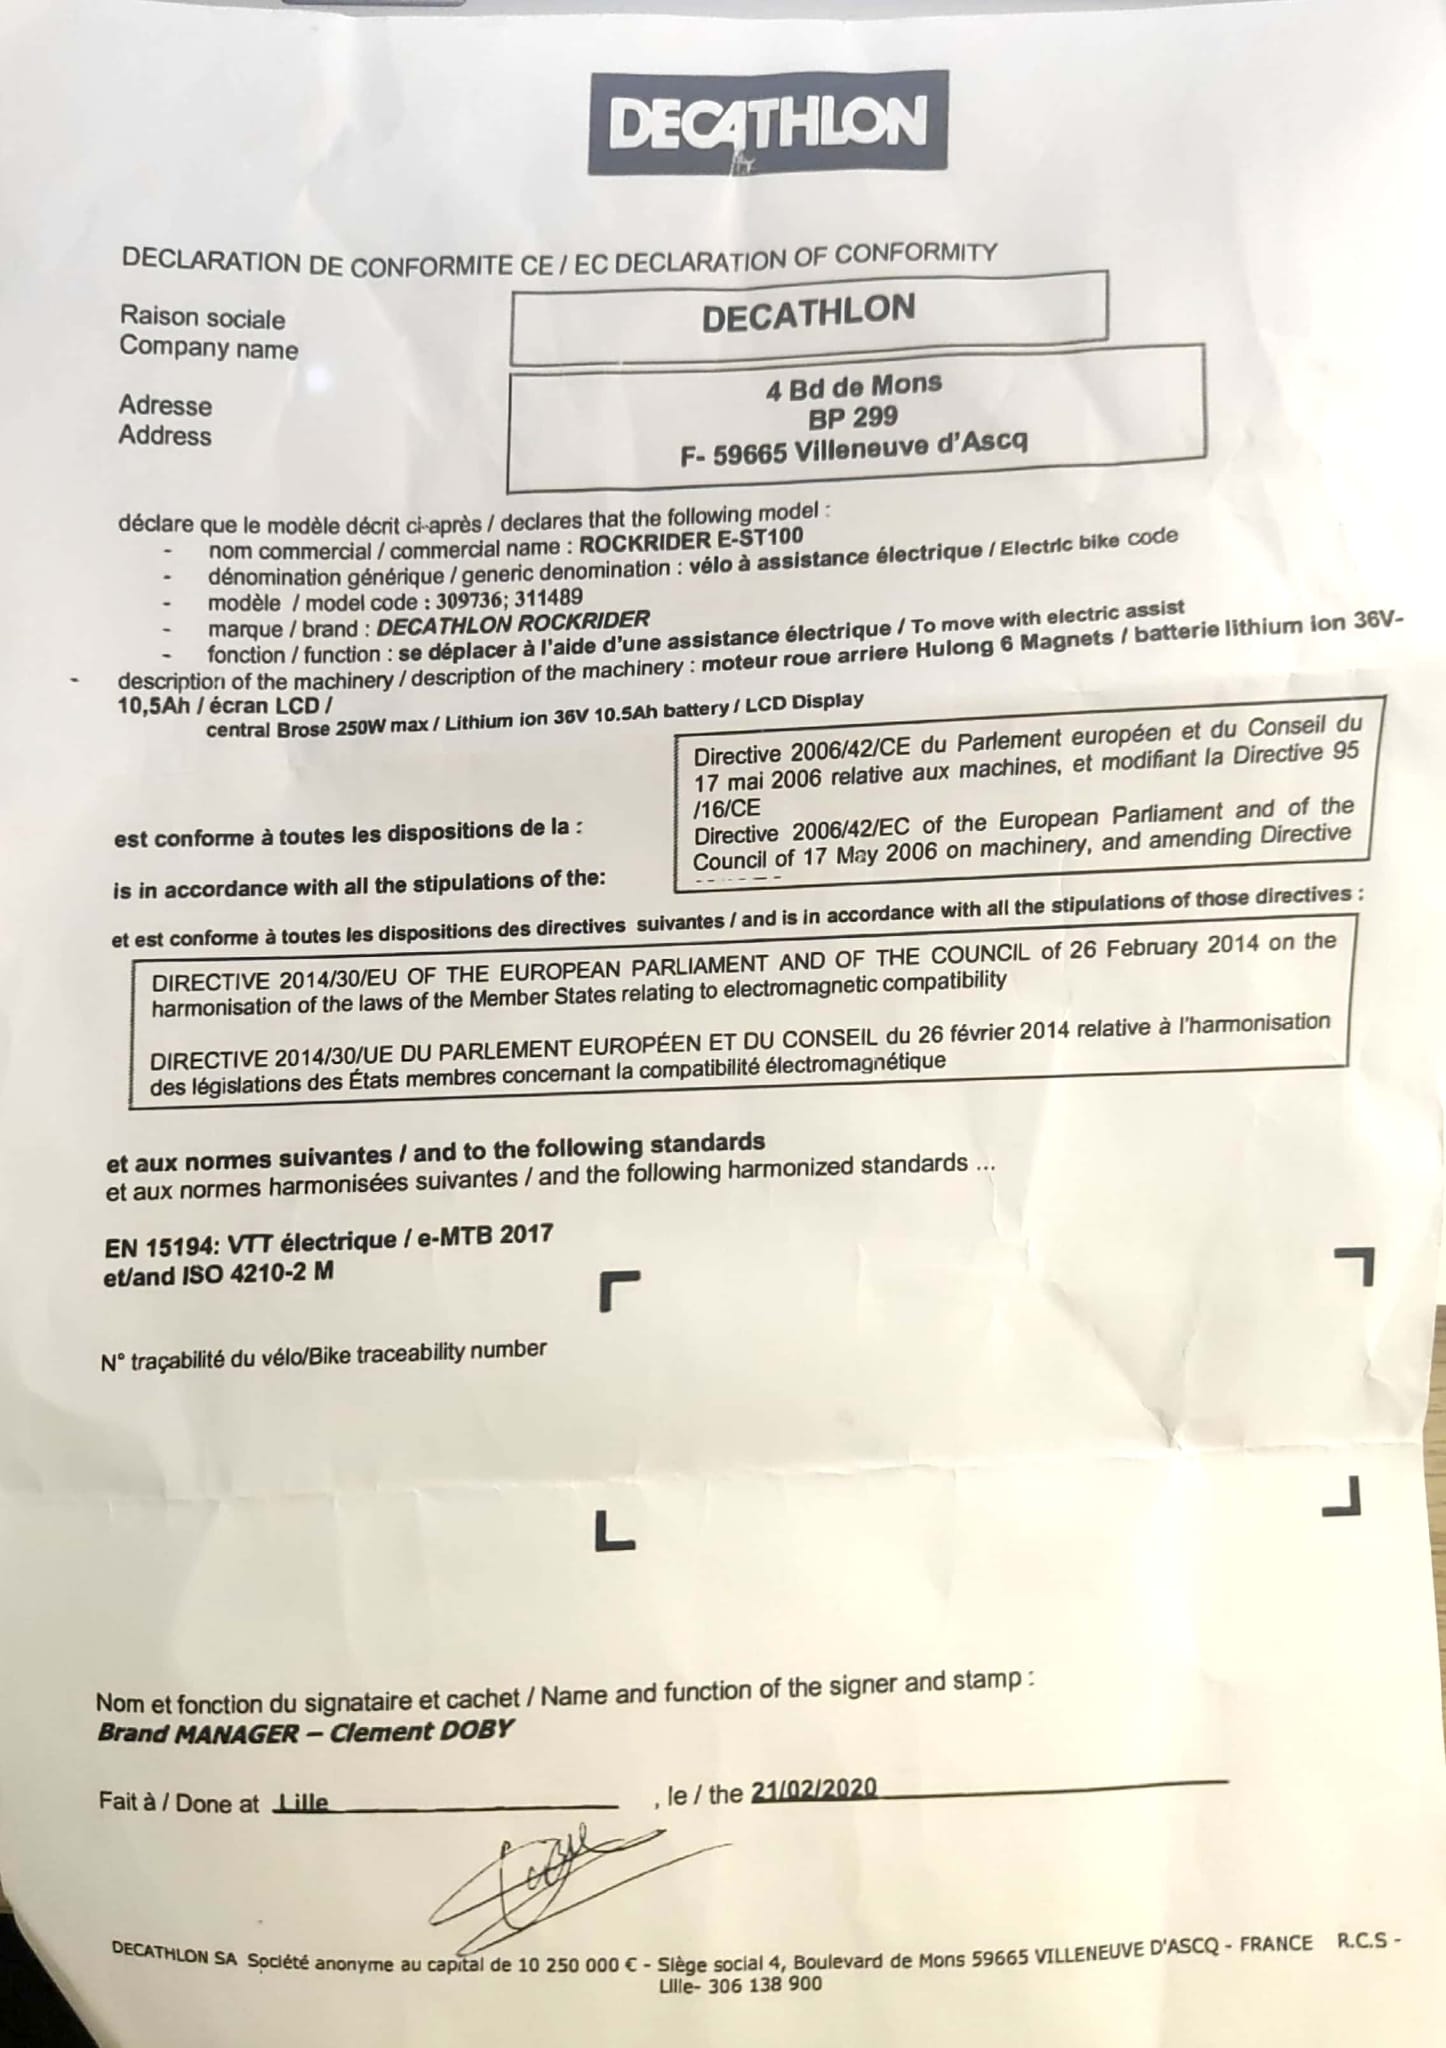 DECATHLON
DECLARATION DE CONFORMITE CE / EC DECLARATION OF CONFORMITY
Raison sociale
Company name
DECATHLON
Adresse
Address
4 Bd de Mons
BP 299
F- 59665 Villeneuve d'Ascq
déclare que le modèle décrit ci-après / declares that the following model :
- nom commercial / commercial name : ROCKRIDER E-ST100
- dénomination générique / generic denomination : vélo à assistance électrique / Electric bike code
- modèle / model code : 309736; 311489
- marque / brand : DECATHLON ROCKRIDER
- fonction / function : se déplacer à l'aide d'une assistance électrique / To move with electric assist
- description of the machinery / description of the machinery : moteur roue arriere Hulong 6 Magnets / batterie lithium ion 36V-
10,5Ah / écran LCD /
central Brose 250W max / Lithium ion 36V 10.5Ah battery / LCD Display
est conforme à toutes les dispositions de la :
is in accordance with all the stipulations of the:
Directive 2006/42/CE du Parlement européen et du Conseil du
17 mai 2006 relative aux machines, et modifiant la Directive 95
/16/CE
Directive 2006/42/EC of the European Parliament and of the
Council of 17 May 2006 on machinery, and amending Directive
et est conforme à toutes les dispositions des directives suivantes / and is in accordance with all the stipulations of those directives :
DIRECTIVE 2014/30/EU OF THE EUROPEAN PARLIAMENT AND OF THE COUNCIL of 26 February 2014 on the
harmonisation of the laws of the Member States relating to electromagnetic compatibility
DIRECTIVE 2014/30/UE DU PARLEMENT EUROPÉEN ET DU CONSEIL du 26 février 2014 relative à l'harmonisation
des législations des États membres concernant la compatibilité électromagnétique
et aux normes suivantes / and to the following standards
et aux normes harmonisées suivantes / and the following harmonized standards ...
EN 15194: VTT électrique / e-MTB 2017
et/and ISO 4210-2 M
N° traçabilité du vélo/Bike traceability number
Nom et fonction du signataire et cachet / Name and function of the signer and stamp :
Brand MANAGER – Clement DOBY
Fait à / Done at Lille , le / the 21/02/2020
DECATHLON SA Société anonyme au capital de 10 250 000 € - Siège social 4, Boulevard de Mons 59665 VILLENEUVE D'ASCQ - FRANCE R.C.S -
Lille- 306 138 900